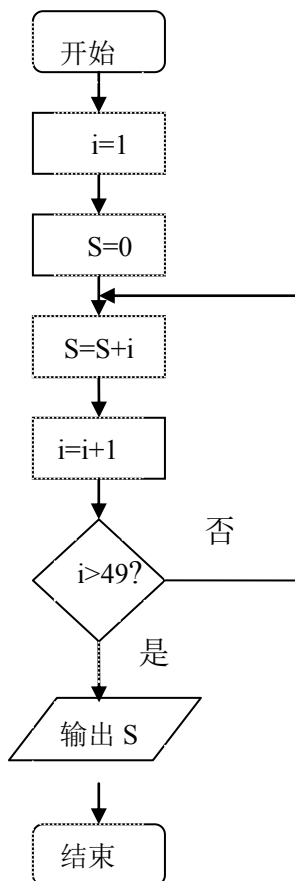 开始
i=1
S=0
S=S+i
i=i+1
否
i>49?
是
输出 S
结束